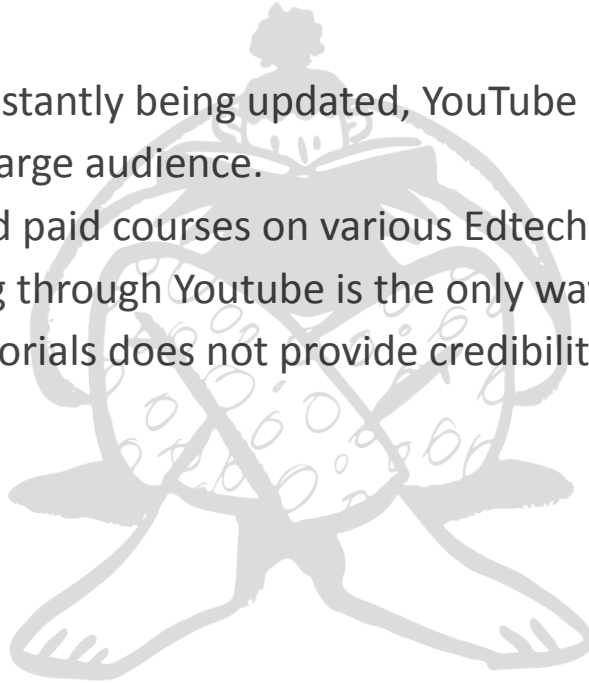 stantly being updated, YouTube
arge audience.
d paid courses on various Edtech
g through Youtube is the only wa
orials does not provide credibilit